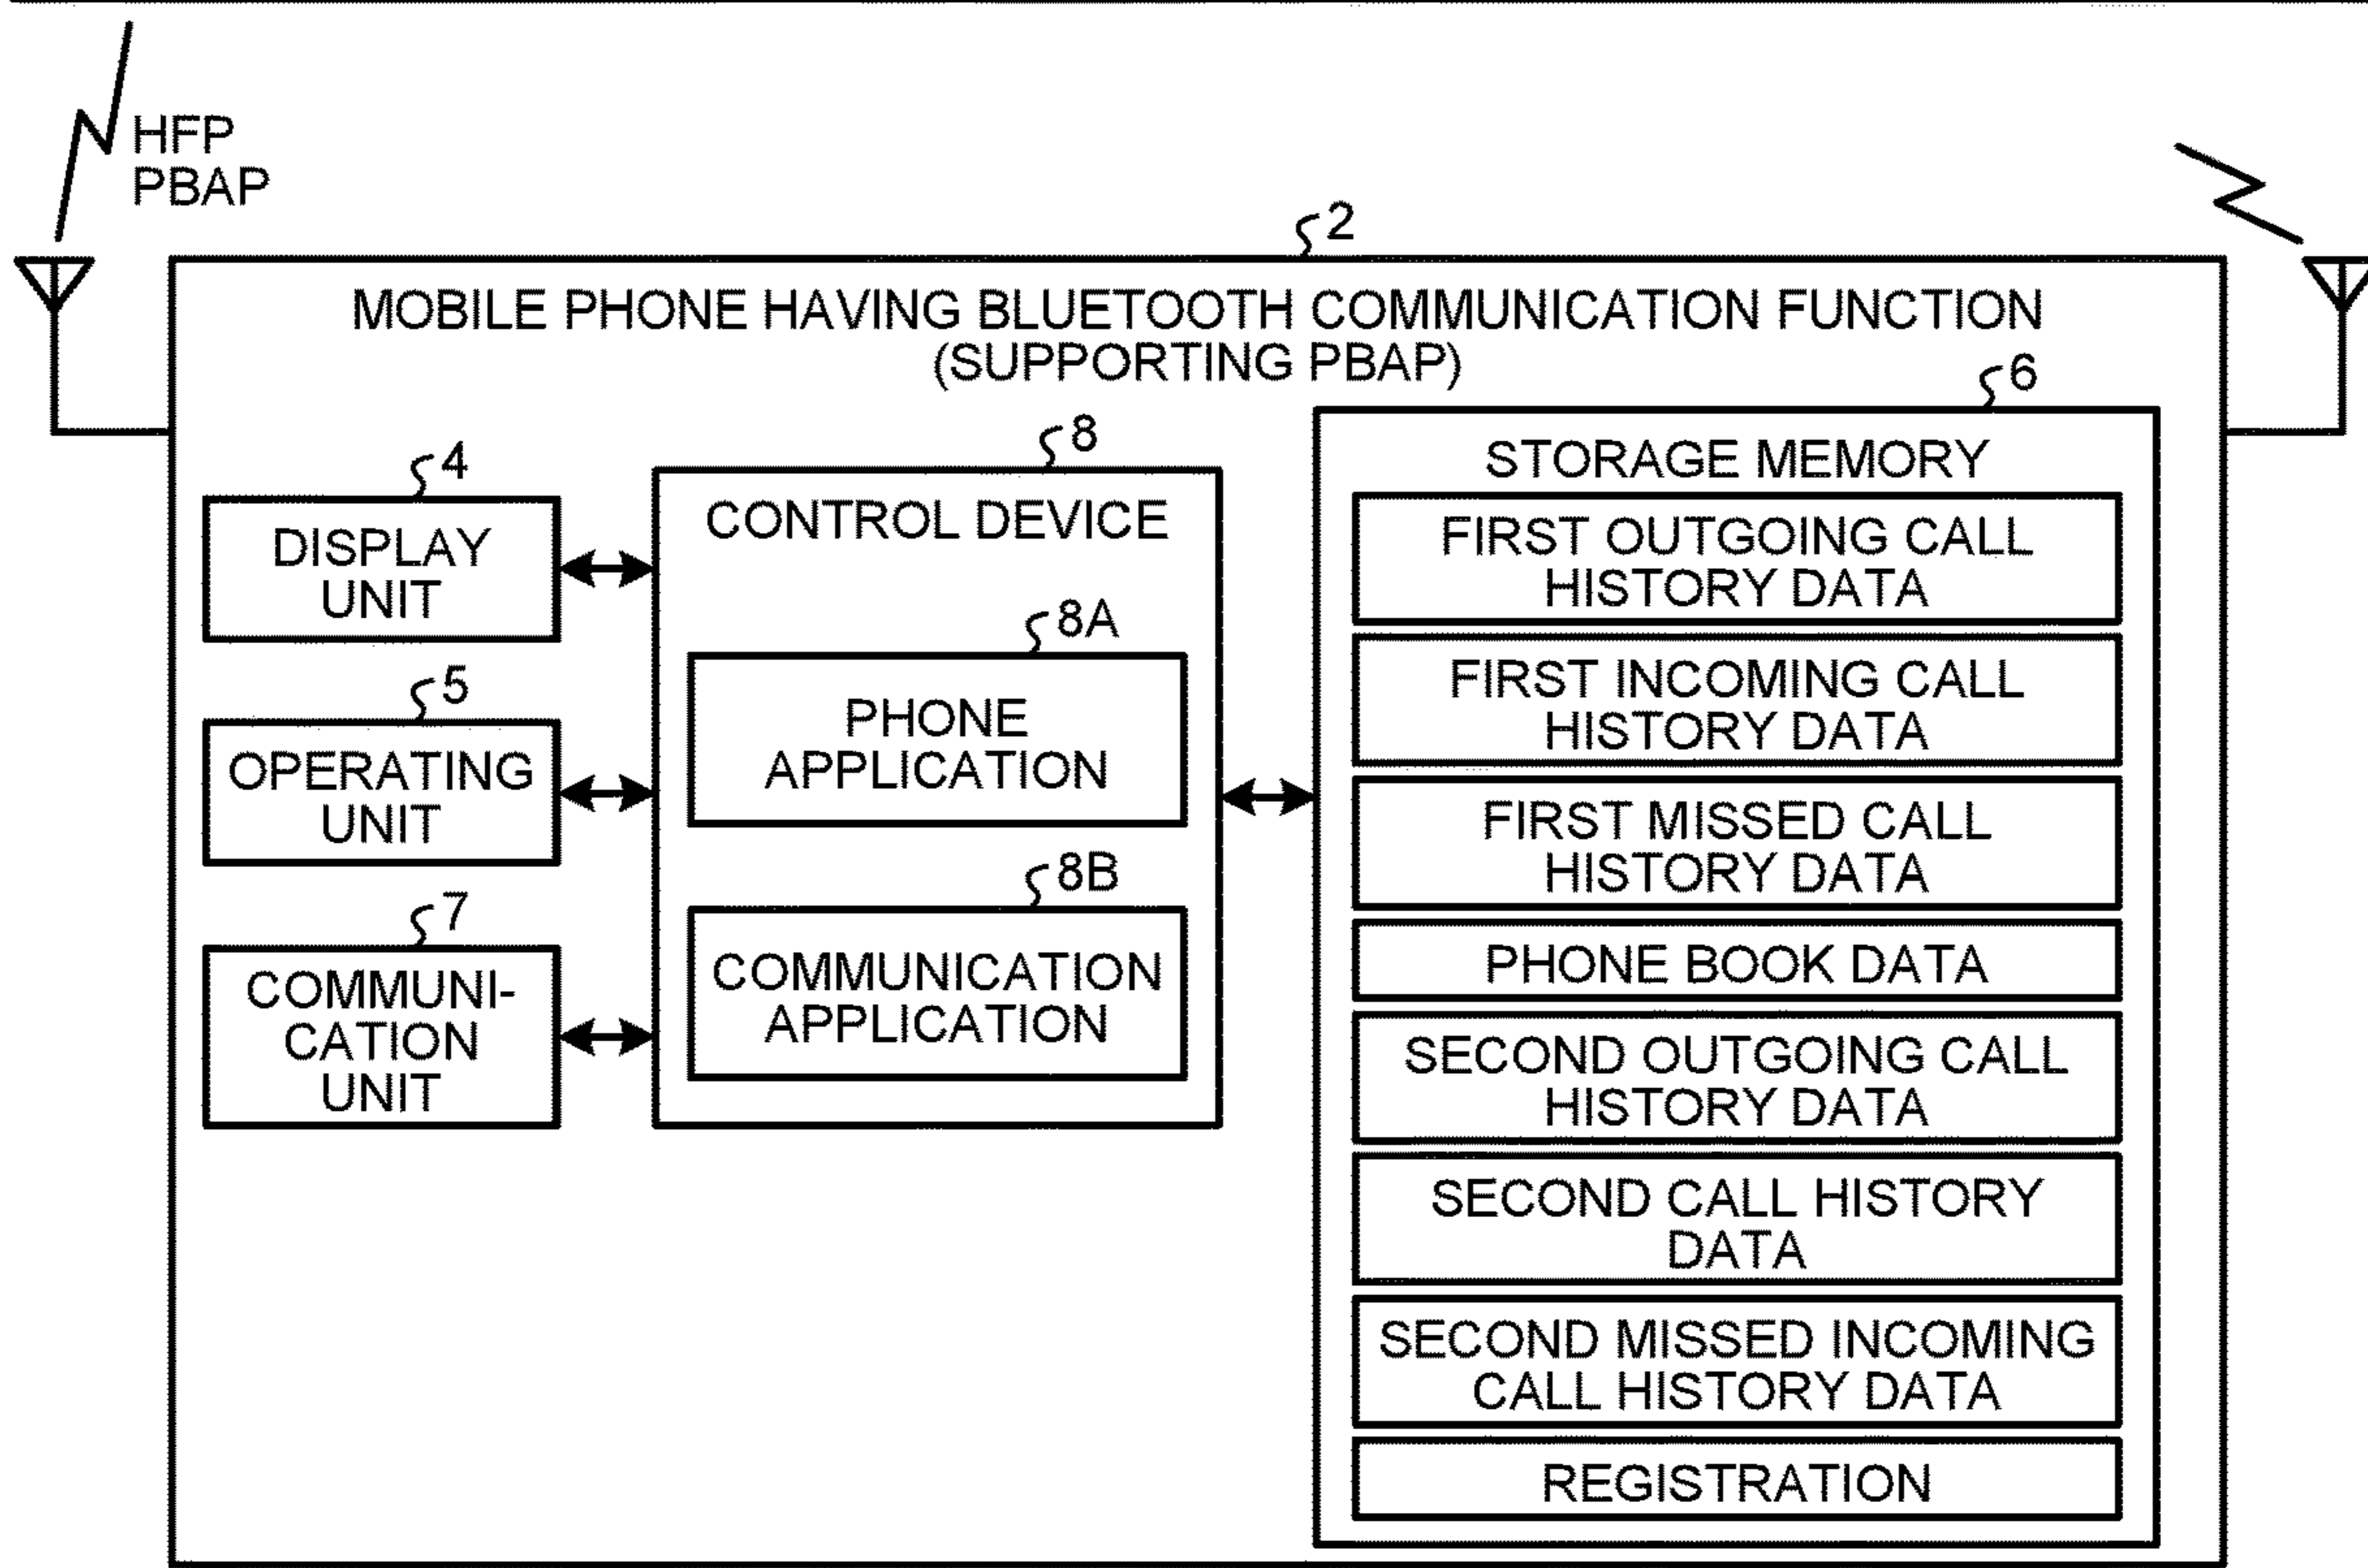 HFP
PBAP
2
MOBILE PHONE HAVING BLUETOOTH COMMUNICATION FUNCTION
(SUPPORTING PBAP)
4
DISPLAY
UNIT
5
OPERATING
UNIT
7
COMMUNI-
CATION
UNIT
8
CONTROL DEVICE
8A
PHONE
APPLICATION
8B
COMMUNICATION
APPLICATION
6
STORAGE MEMORY
FIRST OUTGOING CALL
HISTORY DATA
FIRST INCOMING CALL
HISTORY DATA
FIRST MISSED CALL
HISTORY DATA
PHONE BOOK DATA
SECOND OUTGOING CALL
HISTORY DATA
SECOND CALL HISTORY
DATA
SECOND MISSED INCOMING
CALL HISTORY DATA
REGISTRATION